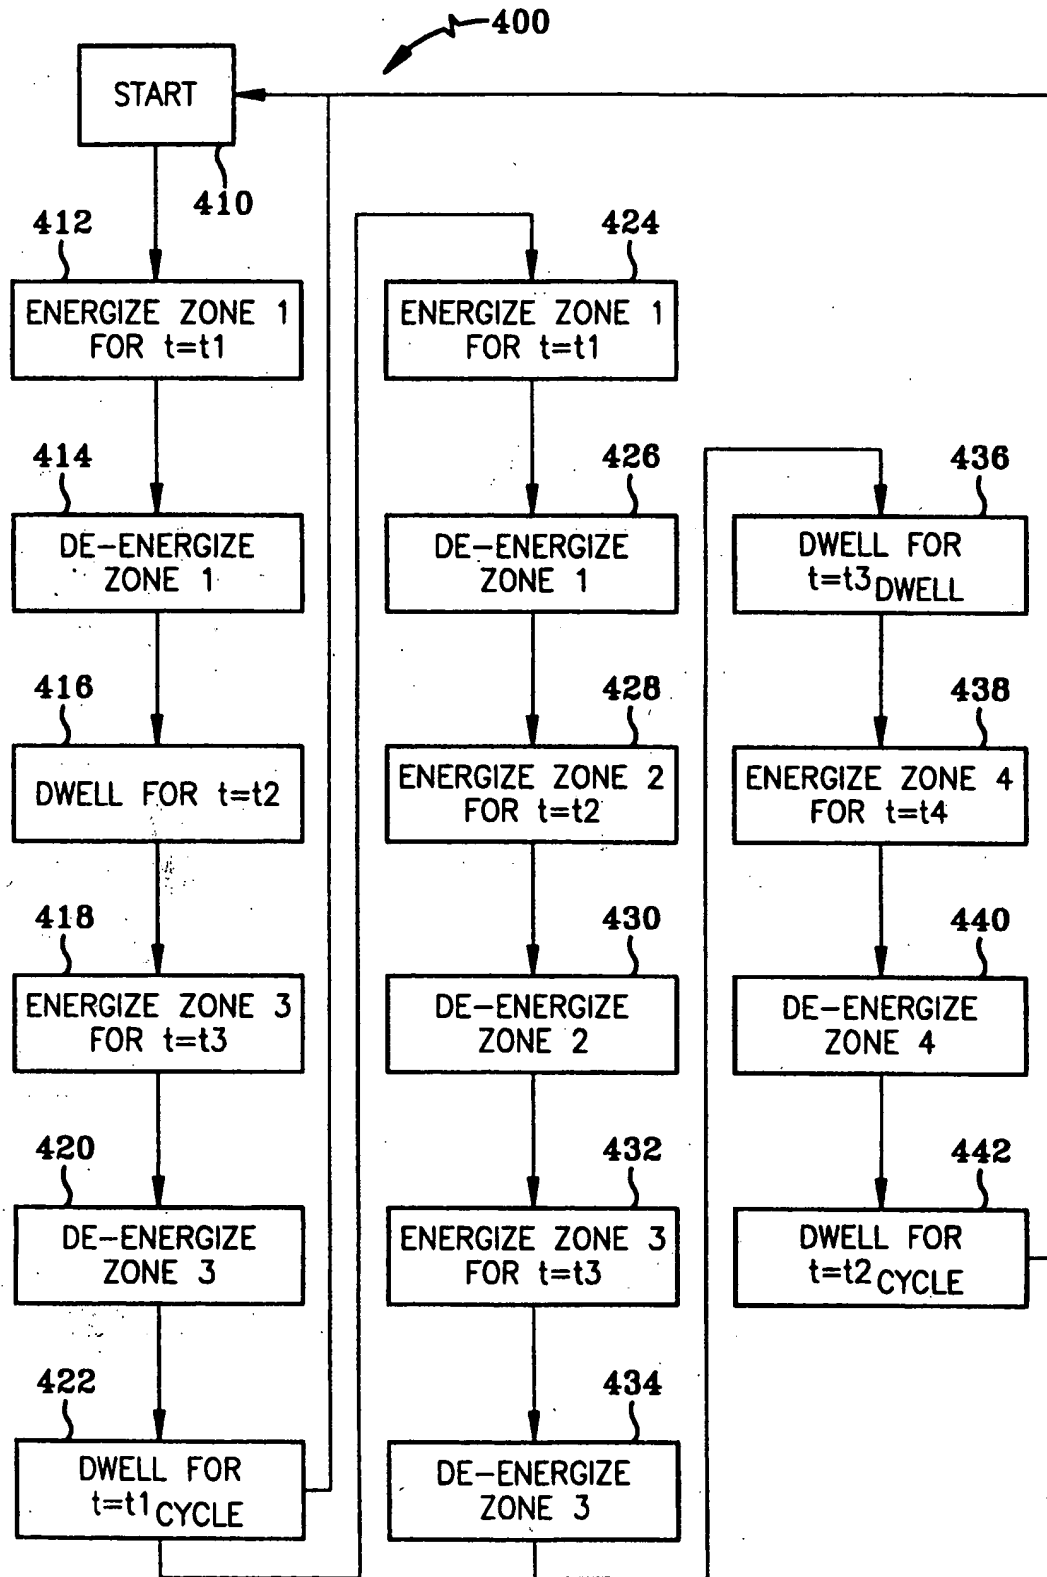 400
START
410
412
ENERGIZE ZONE 1
FOR t=t1
414
DE-ENERGIZE
ZONE 1
416
DWELL FOR t=t2
418
ENERGIZE ZONE 3
FOR t=t3
420
DE-ENERGIZE
ZONE 3
422
DWELL FOR
t=t1CYCLE
424
ENERGIZE ZONE 1
FOR t=t1
426
DE-ENERGIZE
ZONE 1
428
ENERGIZE ZONE 2
FOR t=t2
430
DE-ENERGIZE
ZONE 2
432
ENERGIZE ZONE 3
FOR t=t3
434
DE-ENERGIZE
ZONE 3
436
DWELL FOR
t=t3DWELL
438
ENERGIZE ZONE 4
FOR t=t4
440
DE-ENERGIZE
ZONE 4
442
DWELL FOR
t=t2CYCLE